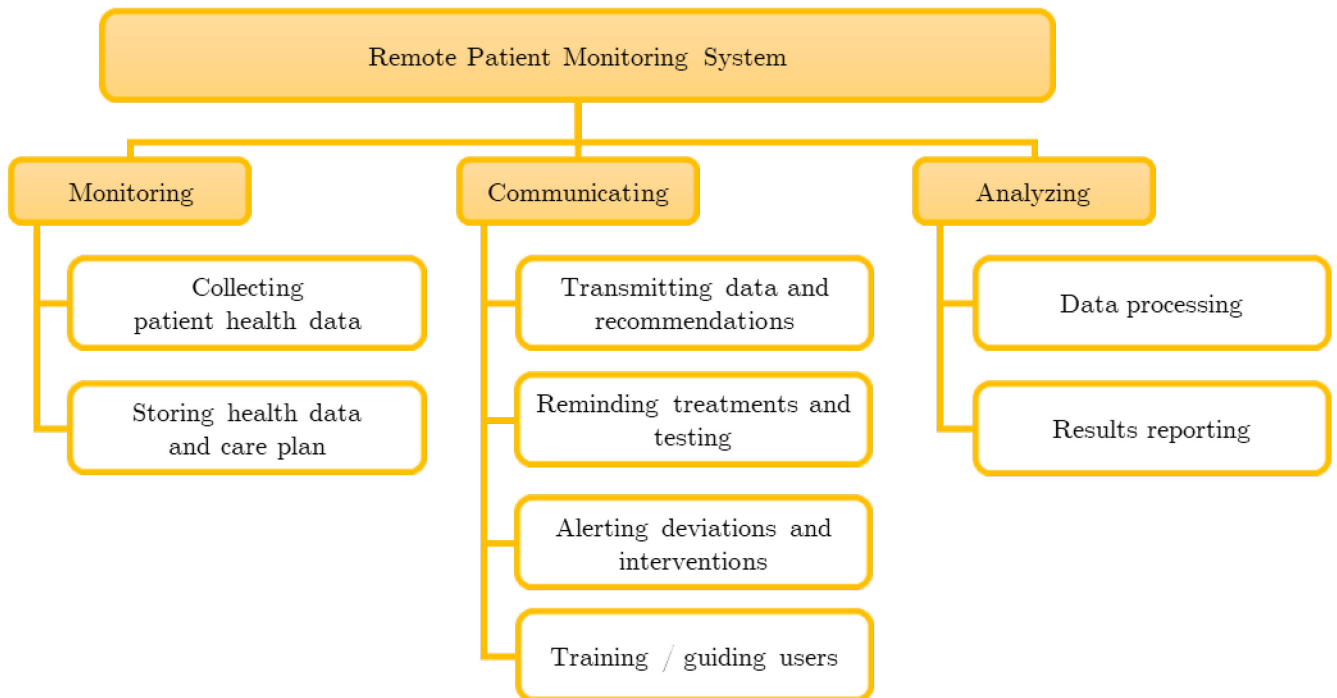 Remote Patient Monitoring System
Monitoring
Collecting
patient health data
Storing health data
and care plan
Communicating
Transmitting data and
recommendations
Reminding treatments and
testing
Alerting deviations and
interventions
Training / guiding users
Analyzing
Data processing
Results reporting